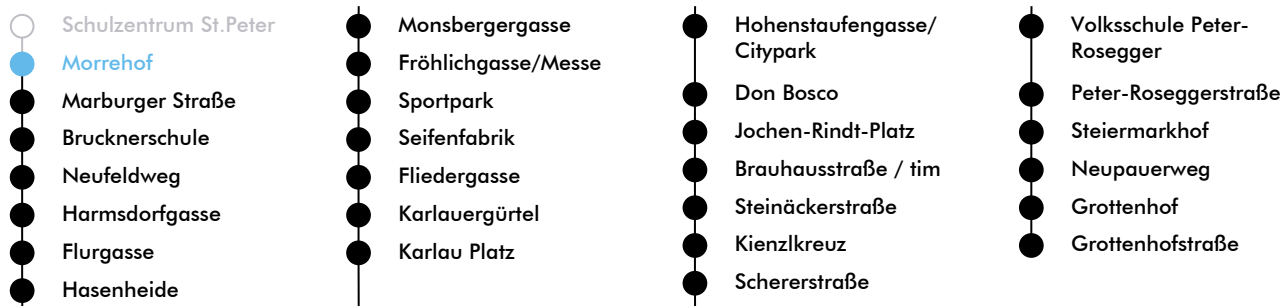 Schulzentrum St.Peter
Morrehof
Marburger Straße
Brucknerschule
Neufeldweg
Harmsdorfgasse
Flurgasse
Hasenheide
Monsbergergasse
Fröhlichgasse/Messe
Sportpark
Seifenfabrik
Fliedergasse
Karlauergürtel
Karlau Platz
Hohenstaufengasse/
Citypark
Don Bosco
Jochen-Rindt-Platz
Brauhausstraße / tim
Steinäckerstraße
Kienzlkreuz
Schererstraße
Volksschule Peter-
Rosegger
Peter-Roseggerstraße
Steiermarkhof
Neupauerweg
Grottenhof
Grottenhofstraße